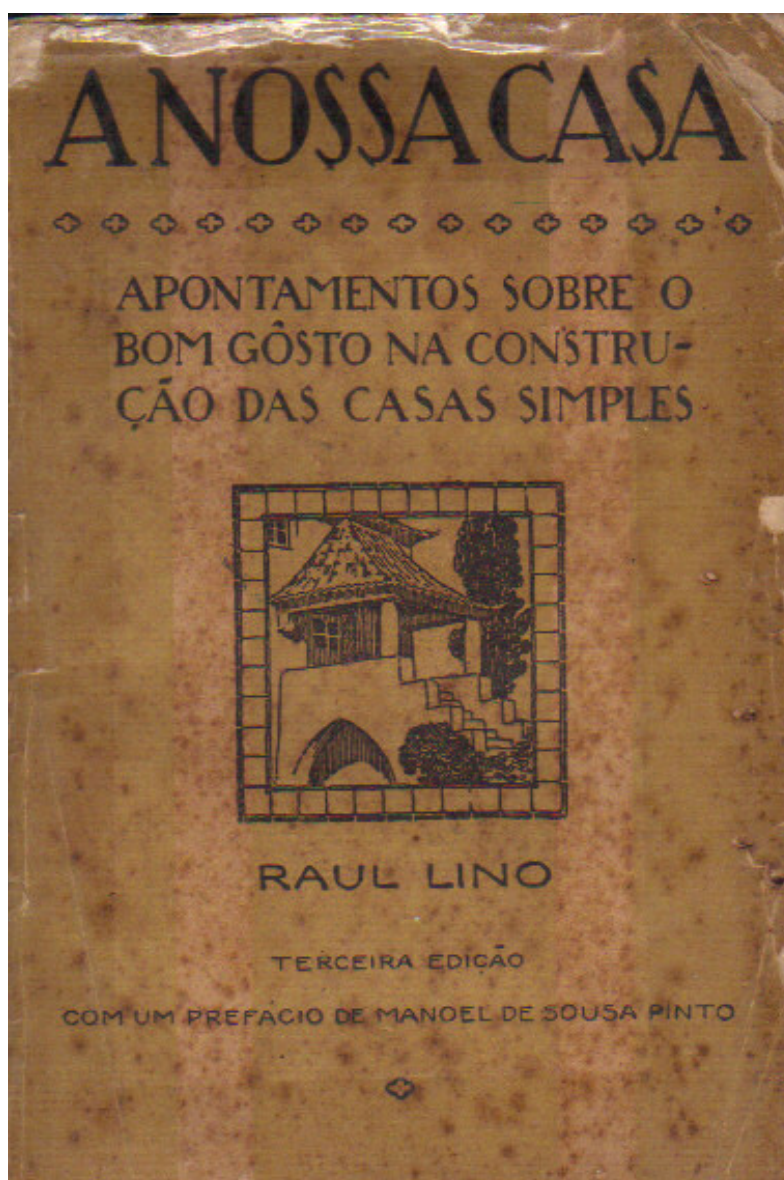 A NOSSA CASA
APONTAMENTOS SOBRE O
BOM GÔSTO NA CONSTRU-
ÇÃO DAS CASAS SIMPLES
RAUL LINO
TERCEIRA EDIÇÃO
COM UM PREFACIO DE MANOEL DE SOUSA PINTO